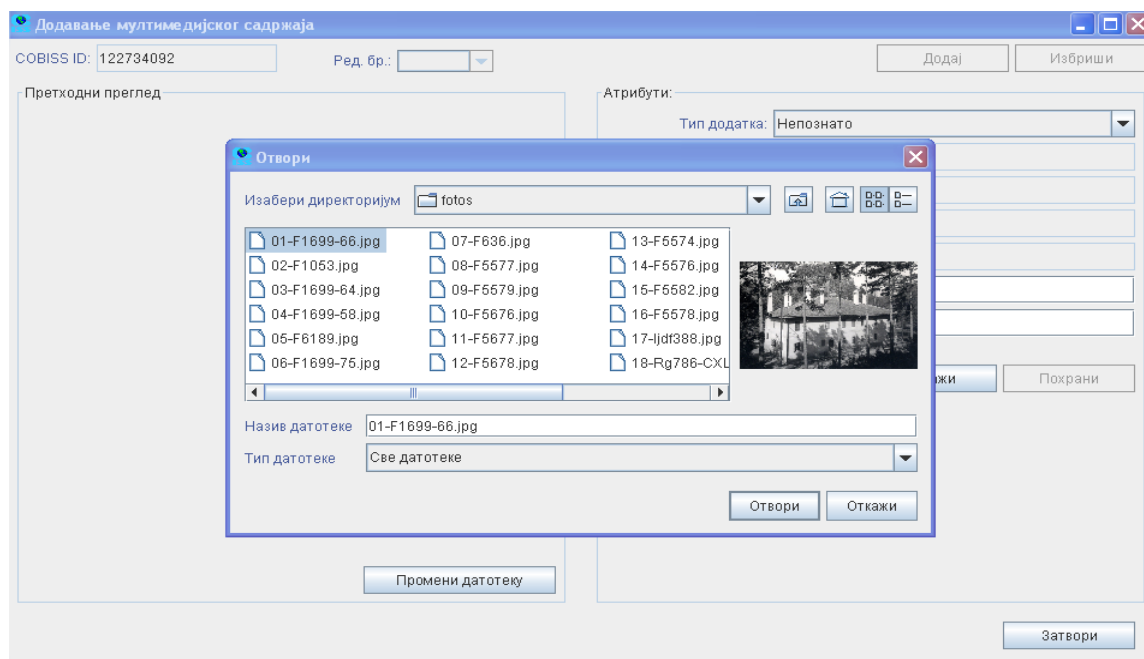 Додавање мултимедијског садржаја
COBISS ID: 122734092 Ред. бр.: Додај Избриши
Претходни преглед
Атрибути:
Тип додатка: Непознато
Отвори
Изабери директоријум fotos
01-F1699-66.jpg 07-F636.jpg 13-F5574.jpg
02-F1053.jpg 08-F5577.jpg 14-F5576.jpg
03-F1699-64.jpg 09-F5579.jpg 15-F5582.jpg
04-F1699-58.jpg 10-F5676.jpg 16-F5578.jpg
05-F6189.jpg 11-F5677.jpg 17-ljdf388.jpg
06-F1699-75.jpg 12-F5678.jpg 18-Rg786-CXL
жи Похрани
Назив датотеке 01-F1699-66.jpg
Тип датотеке Све датотеке
Отвори Откажи
Промени датотеку
Затвори